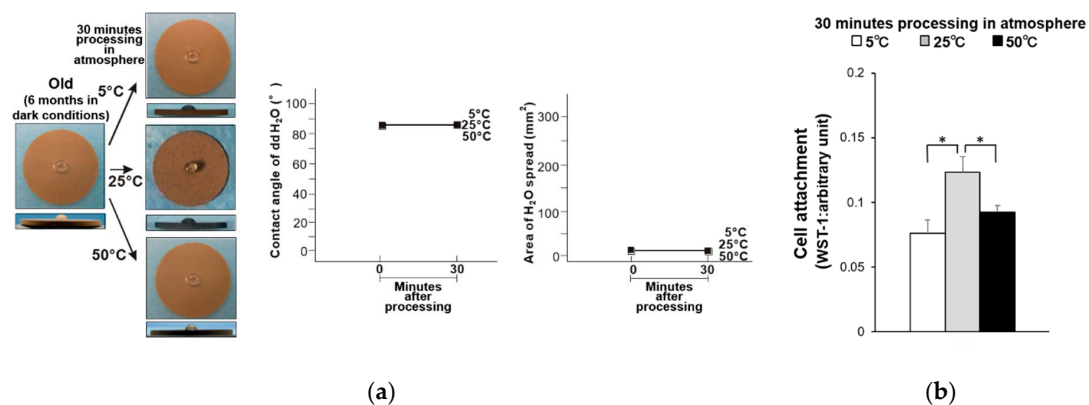 30 minutes
processing
in
atmosphere
Old
(6 months in
dark conditions)
5°C
25°C
50°C
Contact angle of ddH₂O (°)
100
80
60
40
20
0
5°C
25°C
50°C
0
30
Minutes
after
processing
Area of H₂O spread (mm²)
300
200
100
0
5°C
25°C
50°C
0
30
Minutes
after
processing
(a)
30 minutes processing in atmosphere
5°C 25°C 50°C
Cell attachment
(WST-1:arbitrary unit)
0.2
0.15
0.1
0.05
0
* *
(b)